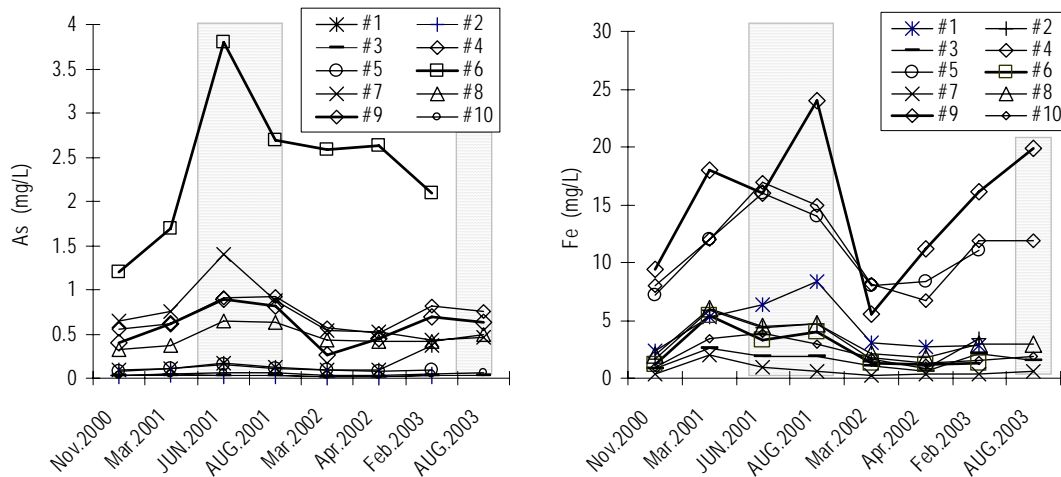 As (mg/L)
4
3.5
3
2.5
2
1.5
1
0.5
0
#1 #2
#3 #4
#5 #6
#7 #8
#9 #10
Nov.2000
Mar.2001
JUN.2001
AUG.2001
Mar.2002
Apr.2002
Feb.2003
AUG.2003
Fe (mg/L)
30
25
20
15
10
5
0
#1 #2
#3 #4
#5 #6
#7 #8
#9 #10
Nov.2000
Mar.2001
JUN.2001
AUG.2001
Mar.2002
Apr.2002
Feb.2003
AUG.2003